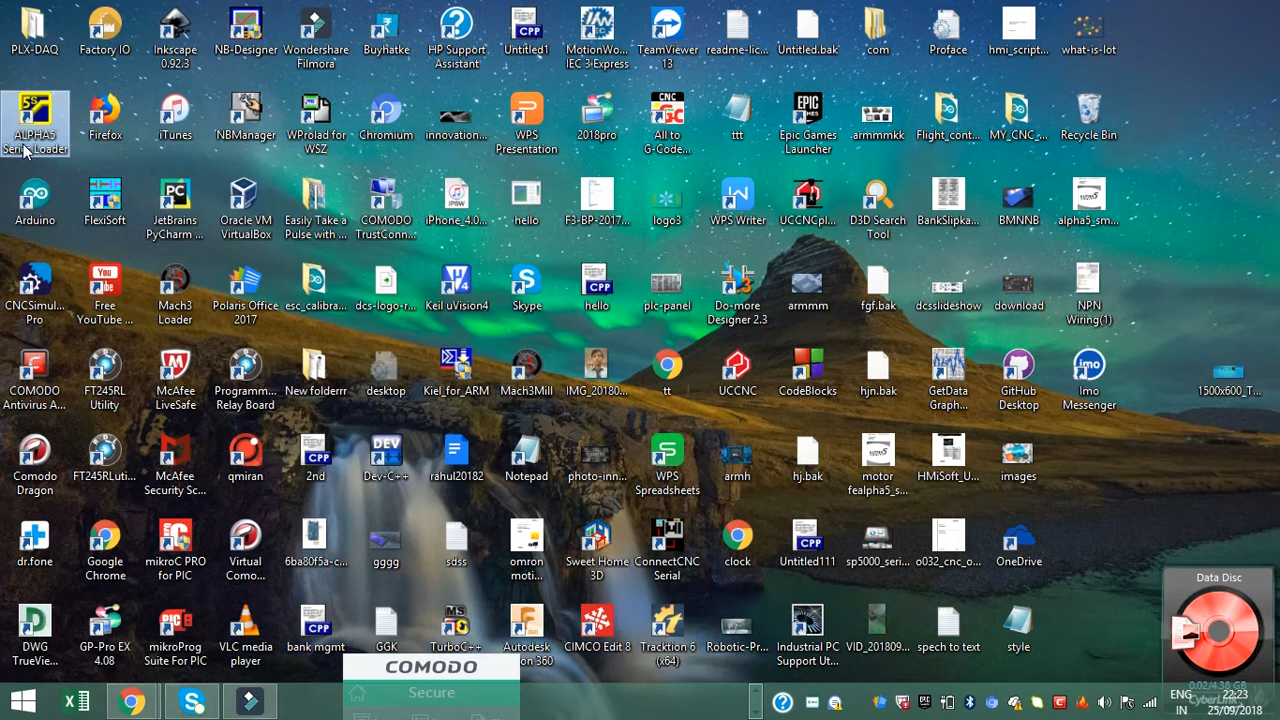 PLX-DAQ
Factory IO
Inkscape
0.92.3
NB-Designer
Wondershare
Filmora
Buyhatke
HP Support
Assistant
Untitled1
MotionWo...
IEC 3 Express
TeamViewer
13
readme-lic...
Untitled.bak
com
Proface
hmi_script...
what-is-Iot
ALPHA5
Servo Loader
Firefox
iTunes
NBManager
WProlad for
WSZ
Chromium
innovation...
WPS
Presentation
2018pro
All to
G-Code...
ttt
Epic Games
Launcher
armmmkk
Flight_cont...
MY_CNC_...
Recycle Bin
Arduino
FlexiSoft
JetBrains
PyCharm ...
Oracle VM
VirtualBox
Easily Take a
Pulse with ...
COMODO
TrustConn...
iPhone_4.0...
hello
F3-BP-2017...
logo3
WPS Writer
UCCNCpl...
D3D Search
Tool
BankSlipka...
BMNNB
alpha5_sm...
CNCSimul...
Pro
Free
YouTube ...
Mach3
Loader
Polaris Office
2017
esc_calibra...
dcs-logo-r...
Keil uVision4
Skype
hello
plc-panel
Do-more
Designer 2.3
armmm
fgf.bak
dcsslideshow
download
NPN
Wiring(1)
COMODO
Antivirus A...
FT245RL
Utility
McAfee
LiveSafe
Programm...
Relay Board
New folderrr
desktop
Kiel_for_ARM
Mach3Mill
IMG_20180...
tt
UCCNC
CodeBlocks
hjn.bak
GetData
Graph...
GitHub
Desktop
Imo
Messenger
1500x600_T...
Comodo
Dragon
FT245RLuti...
McAfee
Security Sc...
qmiran
2nd
Dev-C++
rahul20182
Notepad
photo-inn...
WPS
Spreadsheets
armh
hj.bak
motor
fealpha5_s...
HMiSoft_U...
images
dr.fone
Google
Chrome
mikroC PRO
for PIC
Virtual
Como...
6ba80f5a-c...
gggg
sdss
omron
moti...
Sweet Home
3D
ConnectCNC
Serial
clock
Untitled111
sp5000_seri...
o032_cnc_o...
OneDrive
Data Disc
0.02/4.38 GB
CyberLink
DWG
TrueVie...
GP-Pro EX
4.08
mikroProg
Suite For PIC
VLC media
player
bank mgmt
GGK
TurboC++
Autodesk
CIMCO Edit 8
Tracktion 6
(x64)
Robotic-Pr...
Industrial PC
Support Ut...
VID_201809...
spech to text
style
COMODO
Secure
ENG
IN
25/09/2018